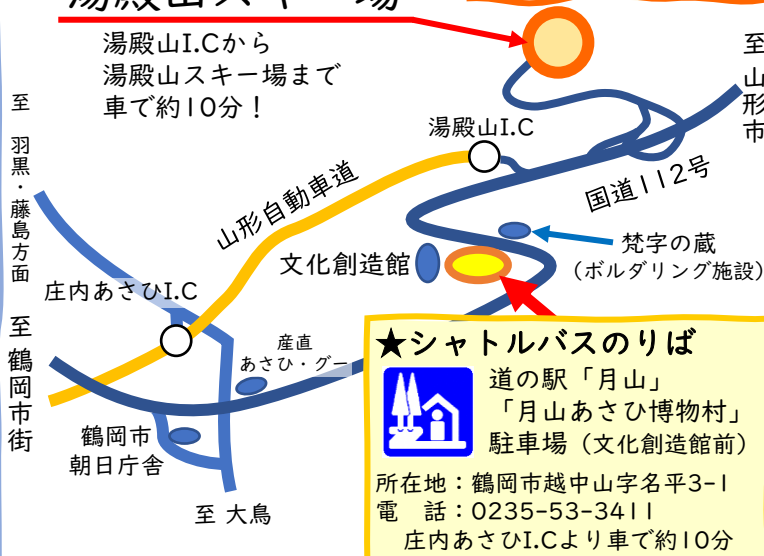 湯殿山スキー場
湯殿山I.Cから
湯殿山スキー場まで
車で約10分！
至 山形市
湯殿山I.C
国道112号
至 羽黒・藤島方面
山形自動車道
文化創造館
梵字の蔵
（ボルダリング施設）
庄内あさひI.C
至 鶴岡市街
産直
あさひ・グー
鶴岡市
朝日庁舎
至 大鳥
★シャトルバスのりば
道の駅「月山」
「月山あさひ博物村」
駐車場（文化創造館前）
所在地：鶴岡市越中山字名平3-1
電　話：0235-53-3411
庄内あさひI.Cより車で約10分